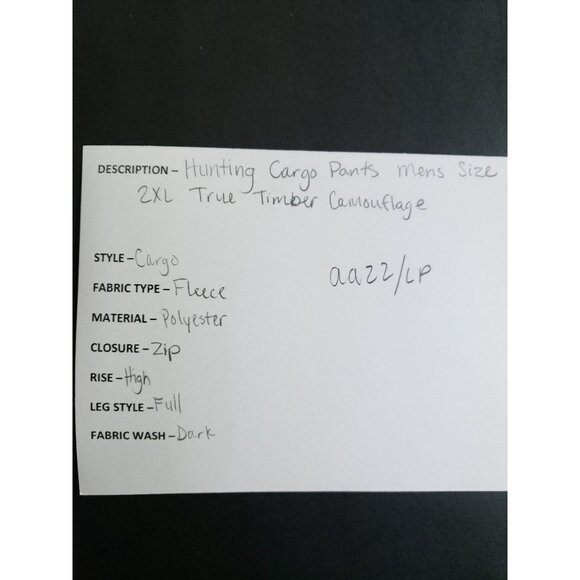 DESCRIPTION – Hunting Cargo Pants Mens Size
2XL True Timber Camouflage
STYLE – Cargo
aa22/LP
FABRIC TYPE – Fleece
MATERIAL – Polyester
CLOSURE – Zip
RISE – High
LEG STYLE – Full
FABRIC WASH – Dark